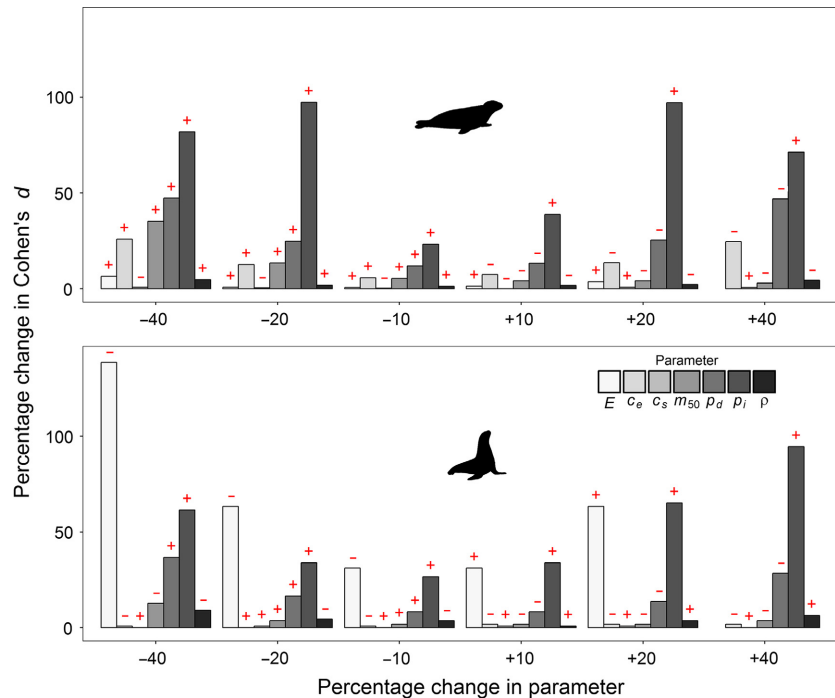 Percentage change in Cohen's d
100
50
0
−40 −20 −10 +10 +20 +40
Parameter
E c_e c_s m_50 p_d p_i ρ
100
50
0
−40 −20 −10 +10 +20 +40
Percentage change in parameter